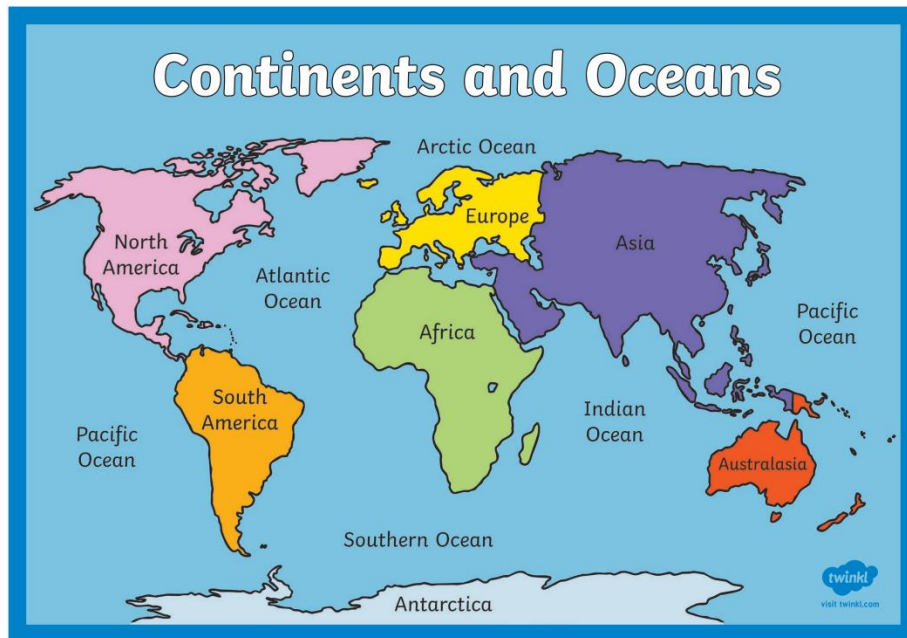 Continents and Oceans
Arctic Ocean
North
America
Europe
Asia
Atlantic
Ocean
Africa
Pacific
Ocean
South
America
Indian
Ocean
Pacific
Ocean
Australasia
Southern Ocean
Antarctica
twinkl
visit twinkl.com